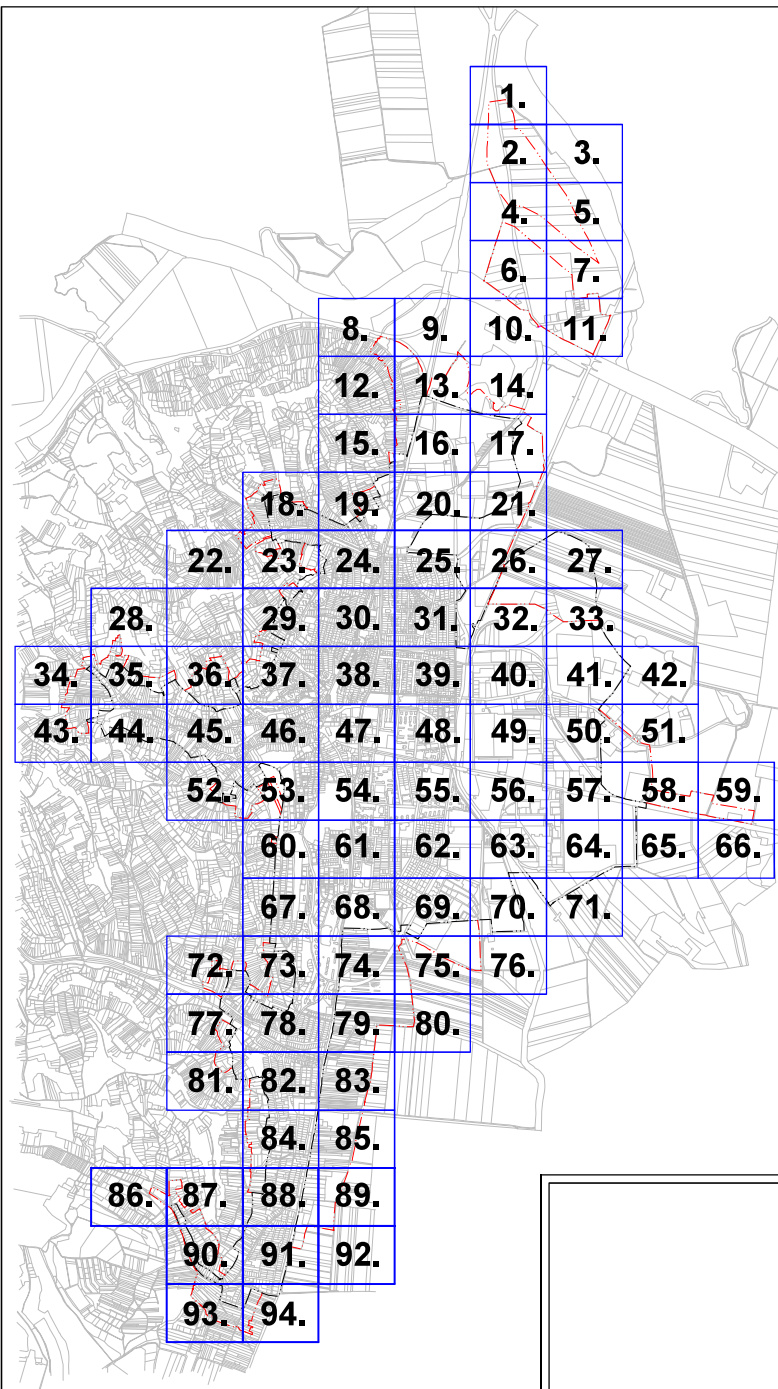 1.
2. 3.
4. 5.
6. 7.
8. 9. 10. 11.
12. 13. 14.
15. 16. 17.
18. 19. 20. 21.
22. 23. 24. 25. 26. 27.
28. 29. 30. 31. 32. 33.
34. 35. 36. 37. 38. 39. 40. 41. 42.
43. 44. 45. 46. 47. 48. 49. 50. 51.
52. 53. 54. 55. 56. 57. 58. 59.
60. 61. 62. 63. 64. 65. 66.
67. 68. 69. 70. 71.
72. 73. 74. 75. 76.
77. 78. 79. 80.
81. 82. 83.
84. 85.
86. 87. 88. 89.
90. 91. 92.
93. 94.